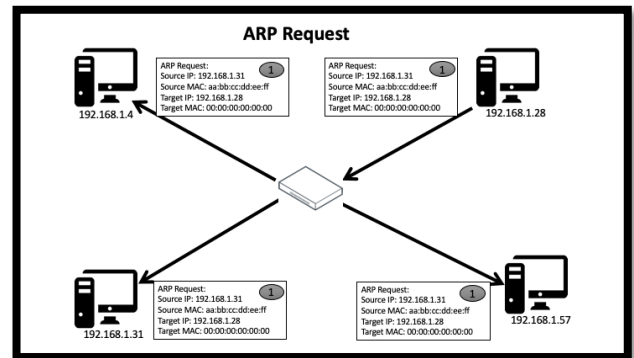 ARP Request
ARP Request:
Source IP: 192.168.1.31
Source MAC: aa:bb:cc:dd:ee:ff
Target IP: 192.168.1.28
Target MAC: 00:00:00:00:00:00
1
192.168.1.4
ARP Request:
Source IP: 192.168.1.31
Source MAC: aa:bb:cc:dd:ee:ff
Target IP: 192.168.1.28
Target MAC: 00:00:00:00:00:00
1
192.168.1.28
ARP Request:
Source IP: 192.168.1.31
Source MAC: aa:bb:cc:dd:ee:ff
Target IP: 192.168.1.28
Target MAC: 00:00:00:00:00:00
1
192.168.1.31
ARP Request:
Source IP: 192.168.1.31
Source MAC: aa:bb:cc:dd:ee:ff
Target IP: 192.168.1.28
Target MAC: 00:00:00:00:00:00
1
192.168.1.57